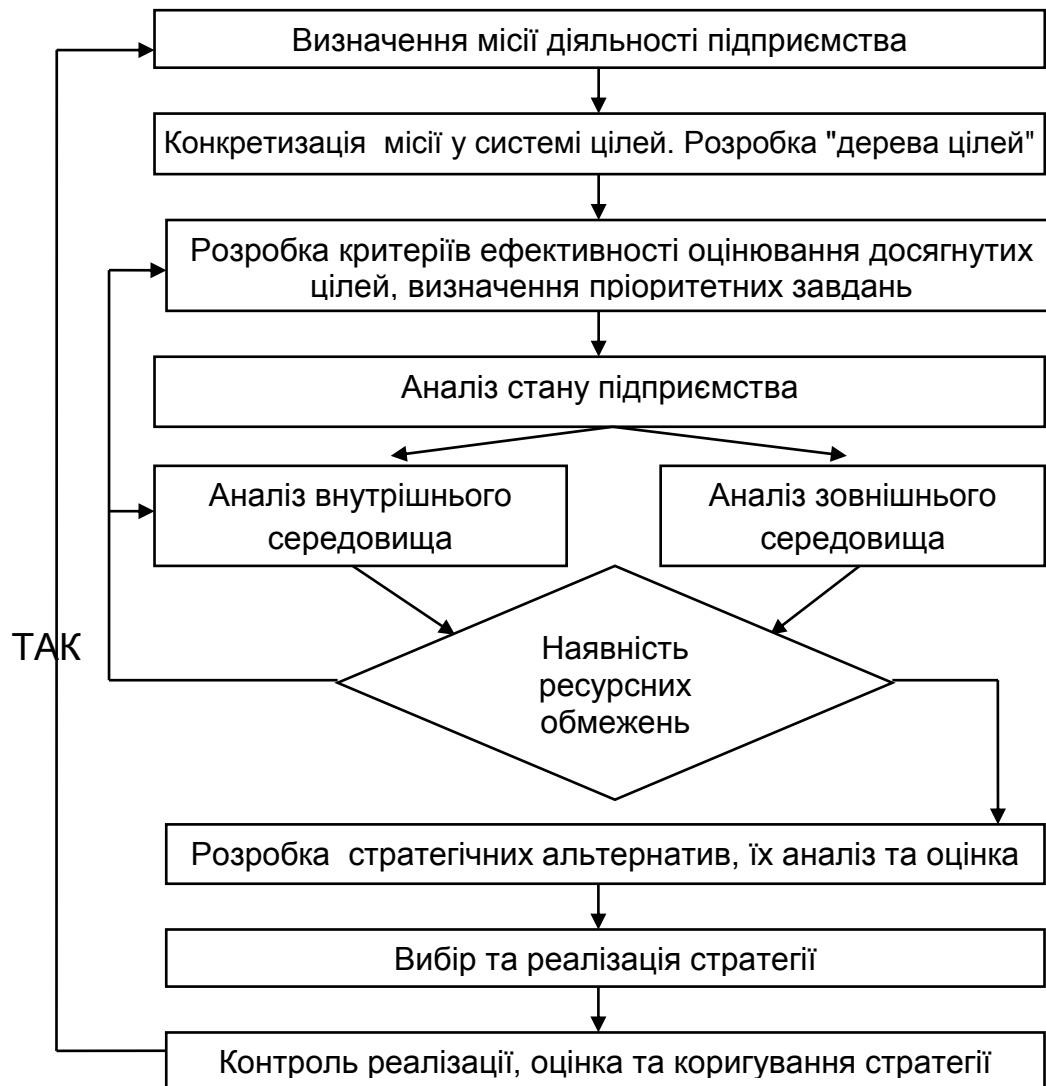 Визначення місії діяльності підприємства
Конкретизація місії у системі цілей. Розробка "дерева цілей"
Розробка критеріїв ефективності оцінювання досягнутих
цілей, визначення пріоритетних завдань
Аналіз стану підприємства
Аналіз внутрішнього
середовища
Аналіз зовнішнього
середовища
ТАК
Наявність
ресурсних
обмежень
Розробка стратегічних альтернатив, їх аналіз та оцінка
Вибір та реалізація стратегії
Контроль реалізації, оцінка та коригування стратегії